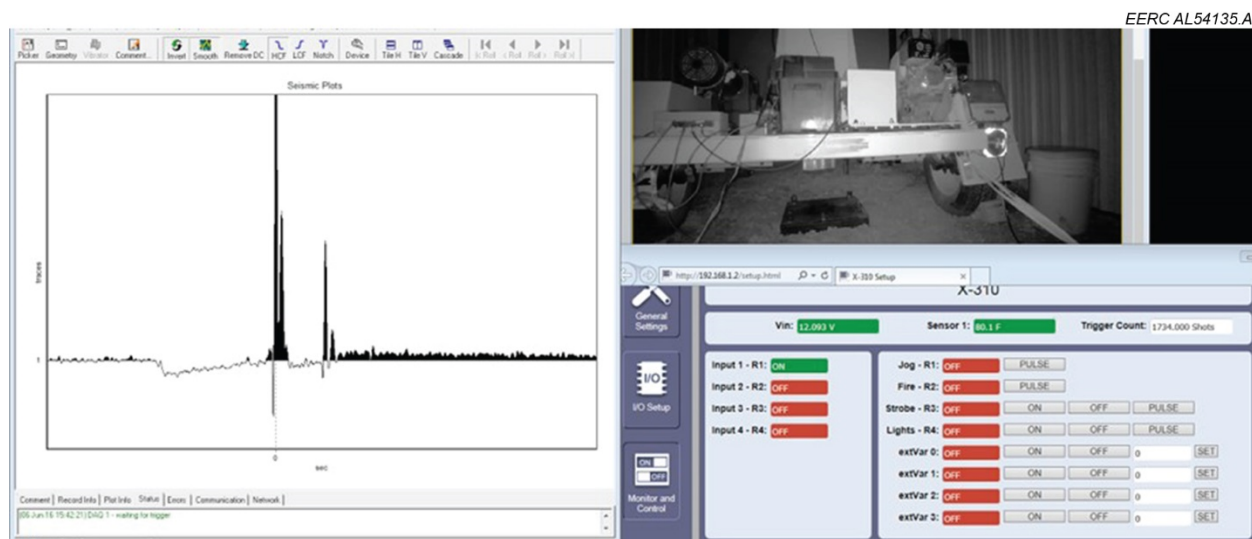 EERC AL54135.A
Picker Geometry Vibrator Comment... Invert Smooth Remove DC HCF LCF Notch Device Tile H Tile V Cascade
Seismic Plots
traces
1
0
sec
Comment Record Info Plot Info Status Errors Communication Network
(06 Jun 16 15:42:21) DAQ 1 - waiting for trigger
http://192.168.1.2/setup.html X-310 Setup
X-310
General
Settings
I/O
I/O Setup
ON
OFF
Monitor and
Control
Vin: 12.093 V Sensor 1: 80.1 F Trigger Count: 1734.000 Shots
Input 1 - R1: ON
Input 2 - R2: OFF
Input 3 - R3: OFF
Input 4 - R4: OFF
Jog - R1: OFF PULSE
Fire - R2: OFF PULSE
Strobe - R3: OFF ON OFF PULSE
Lights - R4: OFF ON OFF PULSE
extVar 0: OFF ON OFF 0 SET
extVar 1: OFF ON OFF 0 SET
extVar 2: OFF ON OFF 0 SET
extVar 3: OFF ON OFF 0 SET